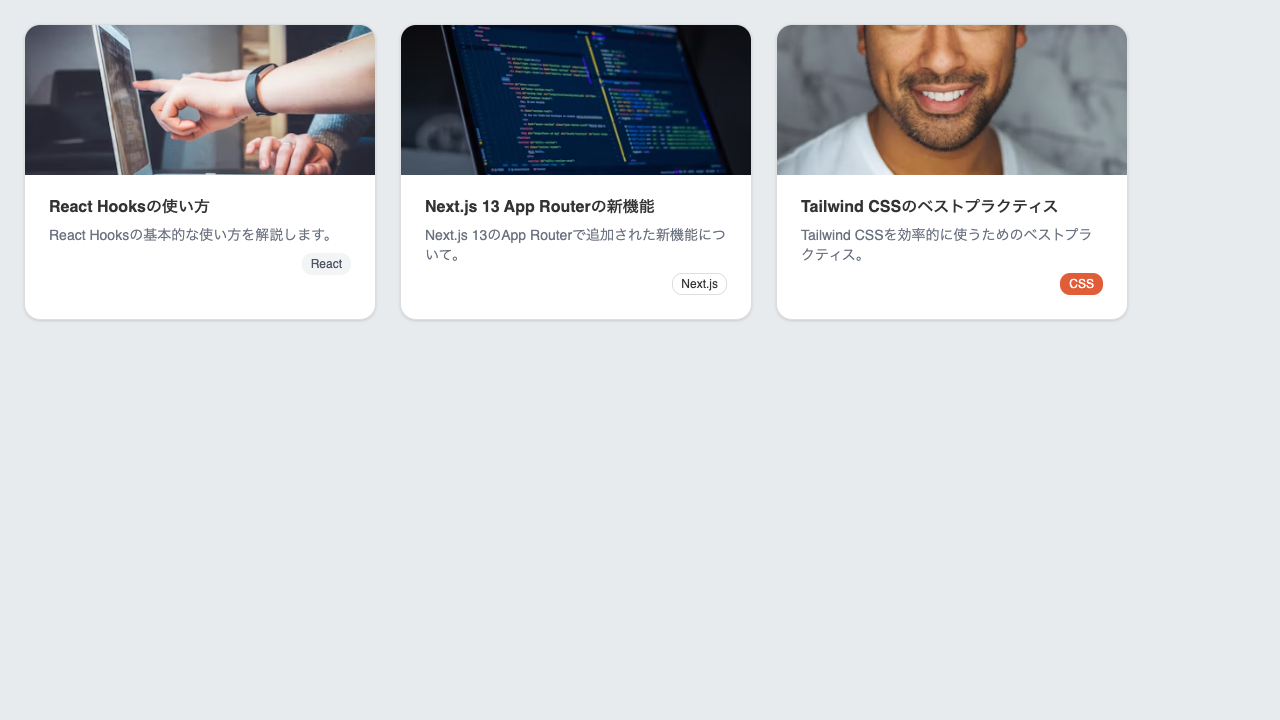 React Hooksの使い方
React Hooksの基本的な使い方を解説します。
React
Next.js 13 App Routerの新機能
Next.js 13のApp Routerで追加された新機能につ
いて。
Next.js
Tailwind CSSのベストプラクティス
Tailwind CSSを効率的に使うためのベストプラ
クティス。
CSS